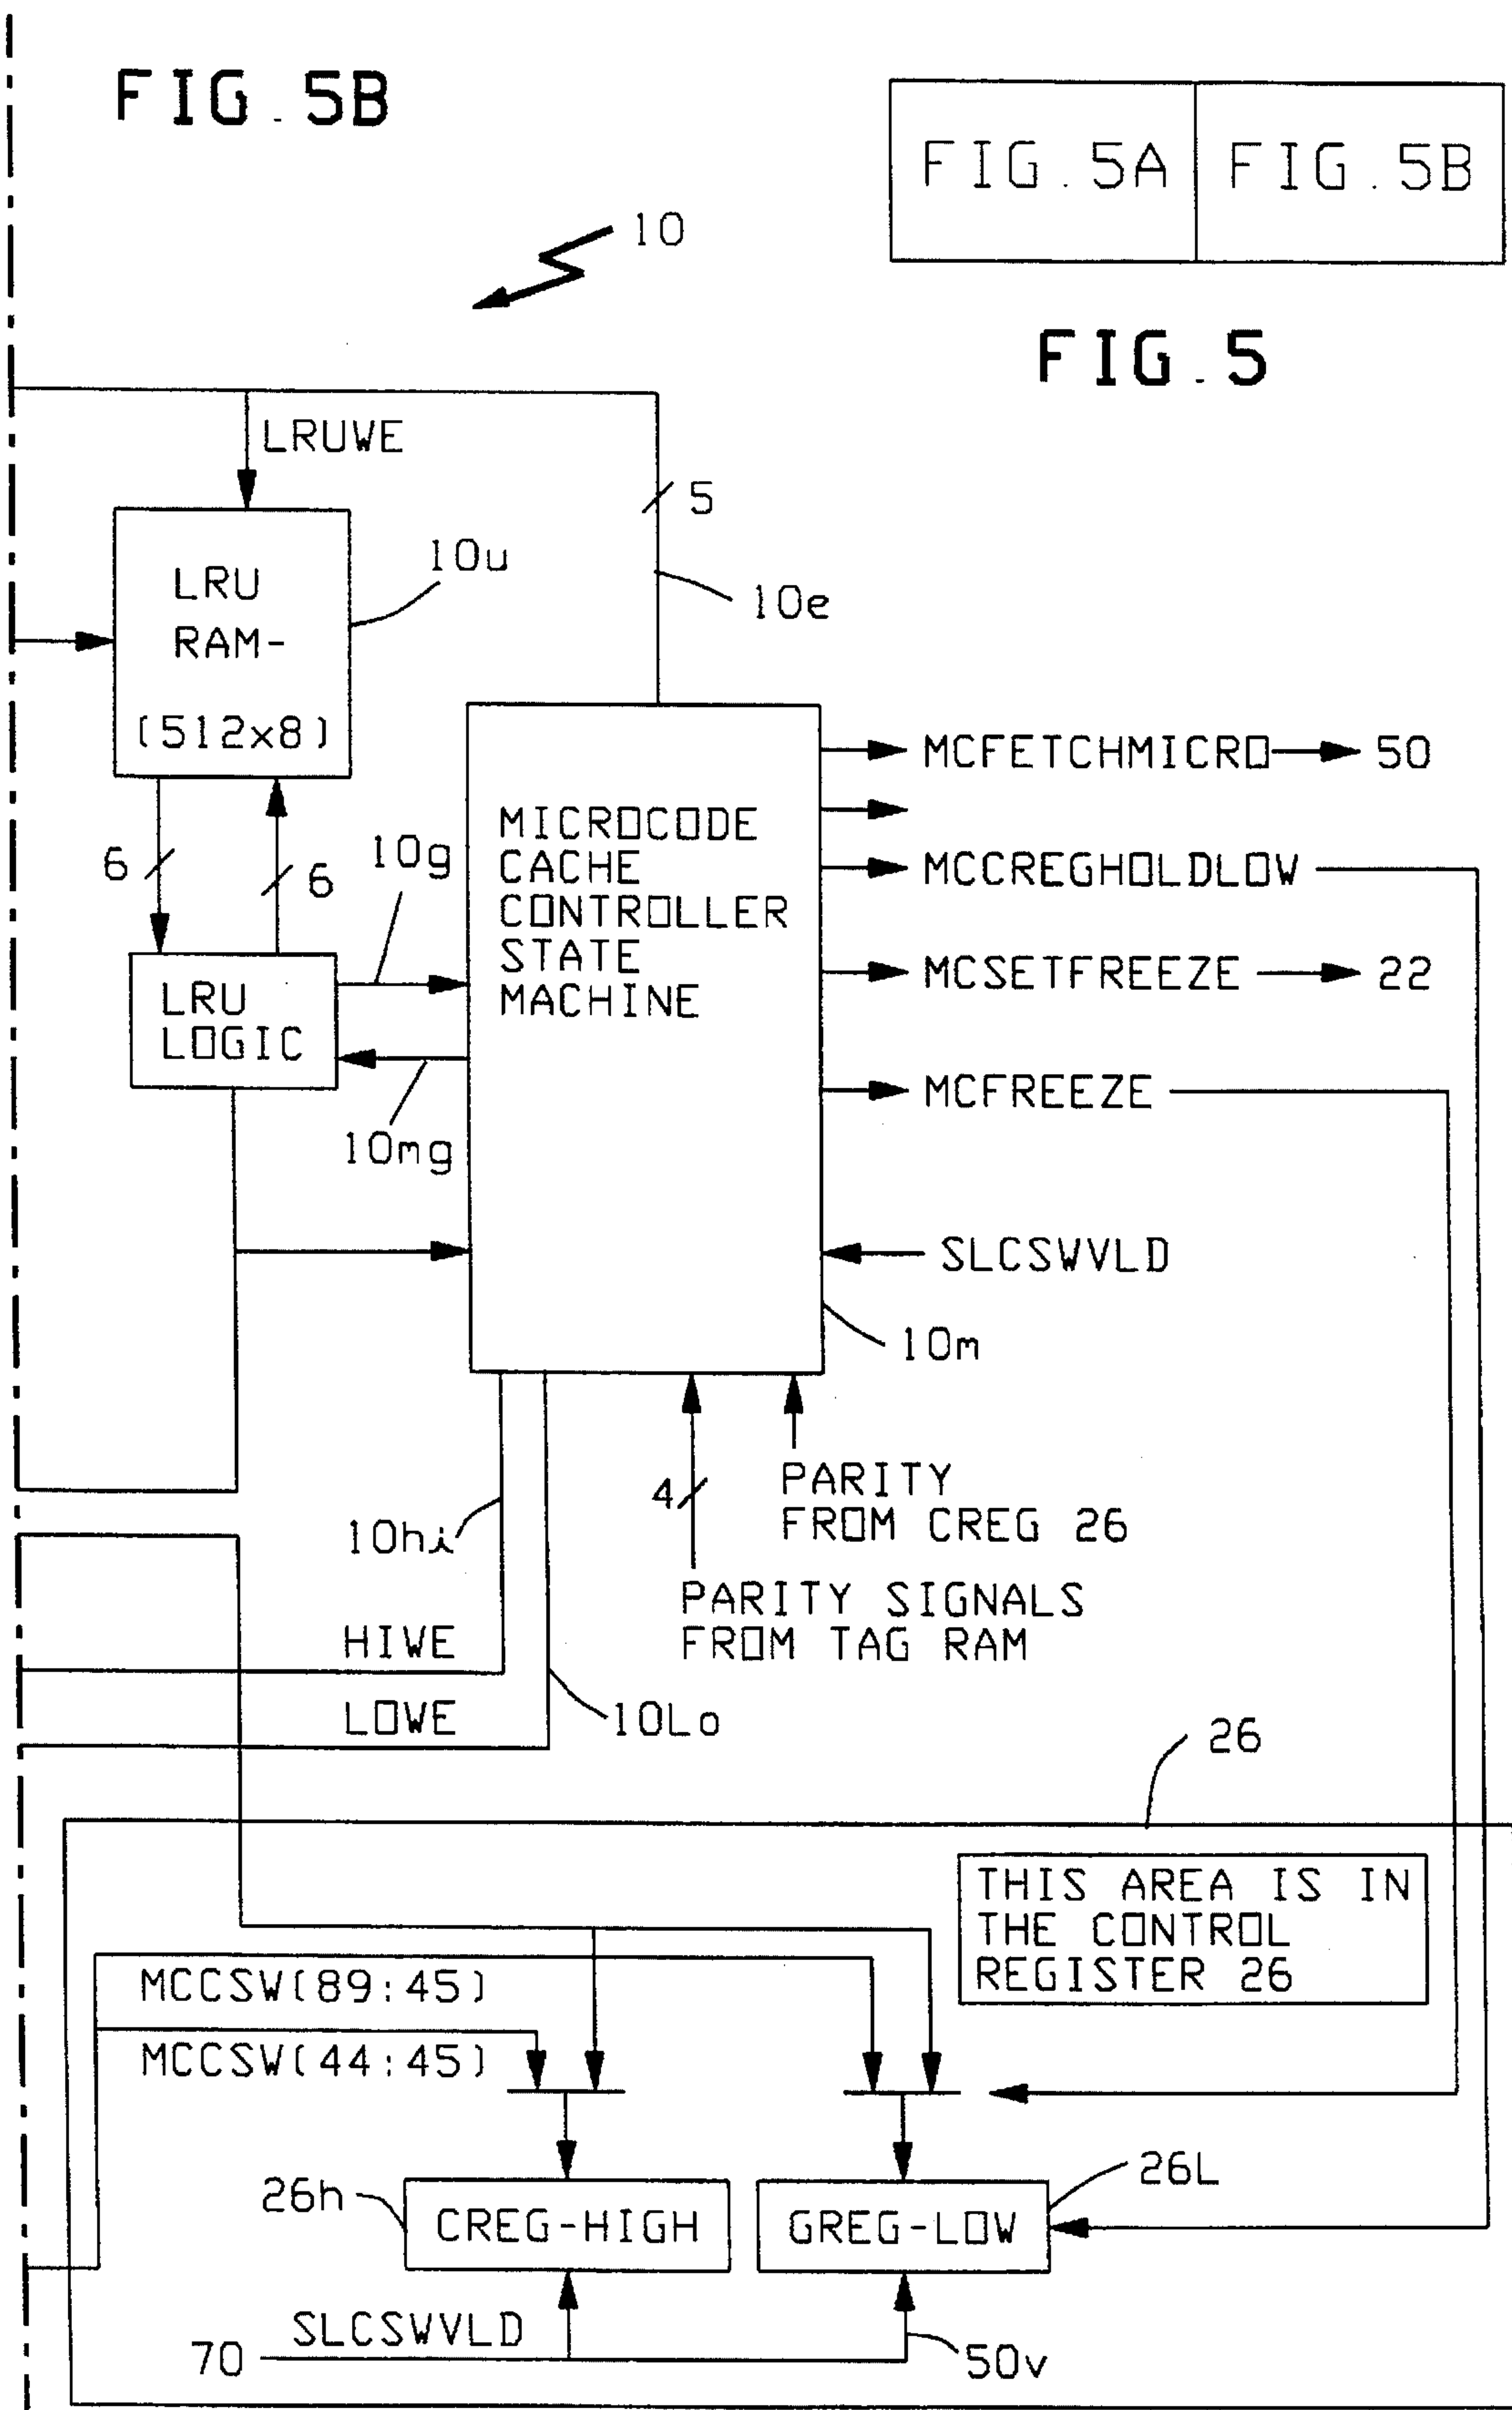 FIG.5B
FIG.5A
FIG.5B
FIG.5
10
LRUWE
5
10u
10e
LRU
RAM-
(512x8)
6
6
10g
MICROCODE
CACHE
CONTROLLER
STATE
MACHINE
MCFETCHMICRO
50
MCCREGHOLDLOW
MCSETFREEZE
22
MCFREEZE
LRU
LOGIC
10mg
SLCSWVLD
10m
4
PARITY
FROM CREG 26
PARITY SIGNALS
FROM TAG RAM
10hi
HIWE
LOWE
10Lo
26
THIS AREA IS IN
THE CONTROL
REGISTER 26
MCCSW(89:45)
MCCSW(44:45)
26h
CREG-HIGH
GREG-LOW
26L
SLCSWVLD
70
50v